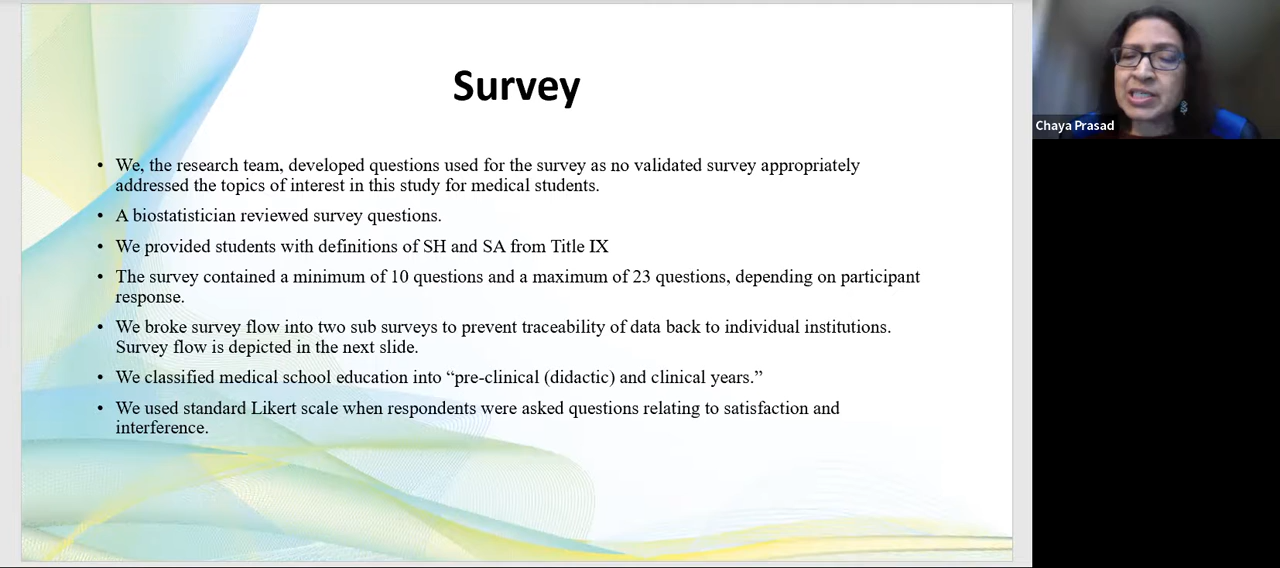 Survey
• We, the research team, developed questions used for the survey as no validated survey appropriately
addressed the topics of interest in this study for medical students.
• A biostatistician reviewed survey questions.
• We provided students with definitions of SH and SA from Title IX
• The survey contained a minimum of 10 questions and a maximum of 23 questions, depending on participant
response.
• We broke survey flow into two sub surveys to prevent traceability of data back to individual institutions.
Survey flow is depicted in the next slide.
• We classified medical school education into “pre-clinical (didactic) and clinical years.”
• We used standard Likert scale when respondents were asked questions relating to satisfaction and
interference.
Chaya Prasad